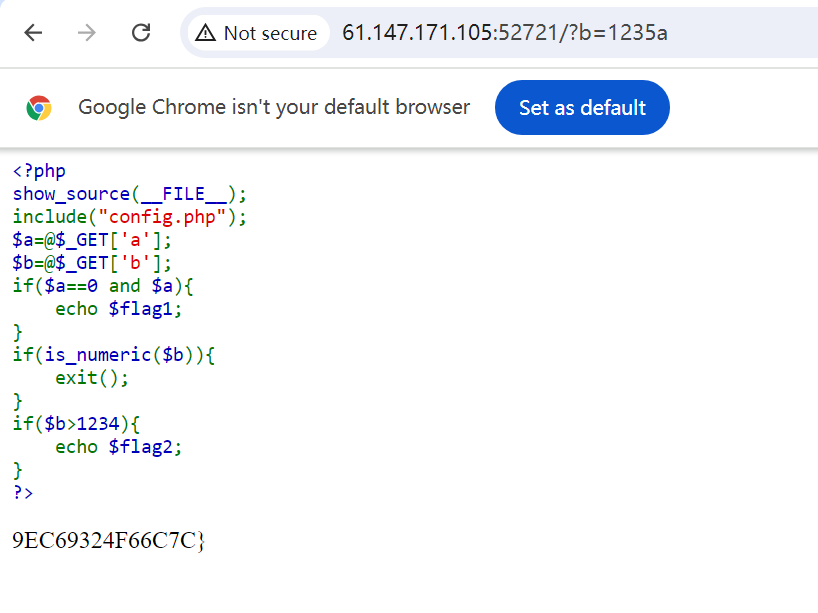 Not secure 61.147.171.105:52721/?b=1235a
Google Chrome isn't your default browser Set as default
<?php
show_source(__FILE__);
include("config.php");
$a=@$_GET['a'];
$b=@$_GET['b'];
if($a==0 and $a){
    echo $flag1;
}
if(is_numeric($b)){
    exit();
}
if($b>1234){
    echo $flag2;
}
?>
9EC69324F66C7C}